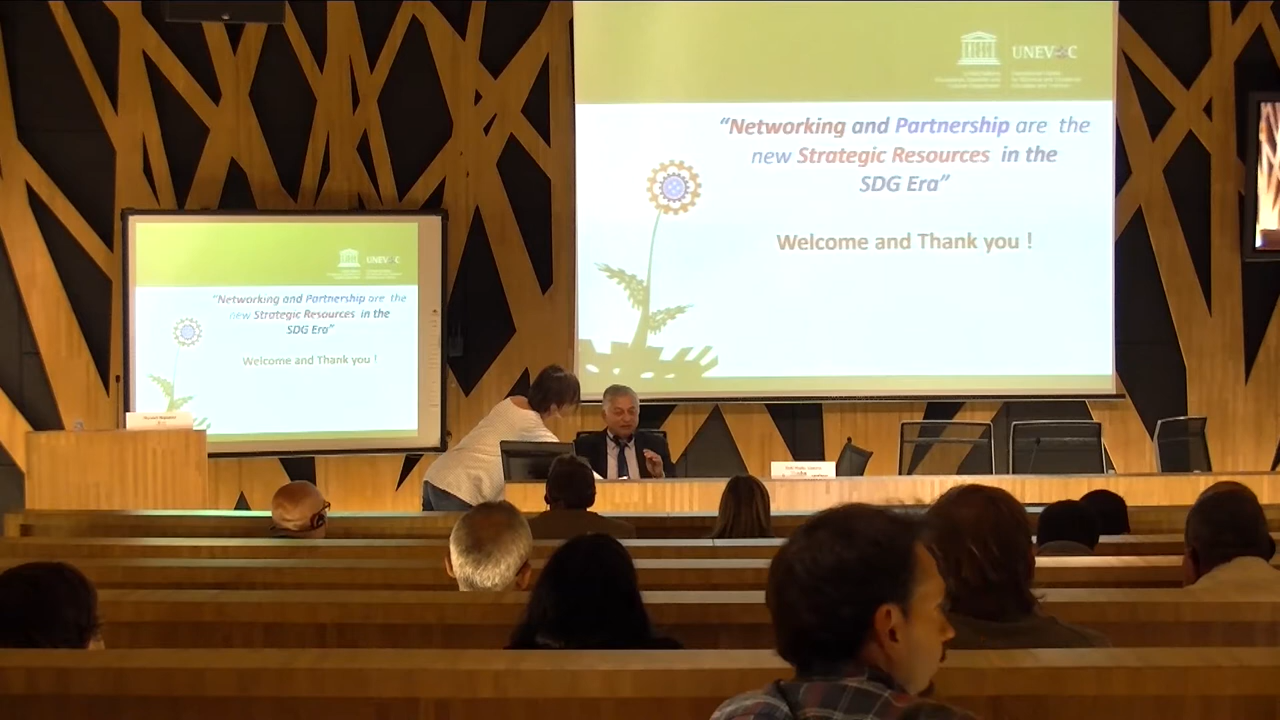 UNEVOC
“Networking and Partnership are the
new Strategic Resources in the
SDG Era”
Welcome and Thank you !
UNEVOC
“Networking and Partnership are the
new Strategic Resources in the
SDG Era”
Welcome and Thank you !